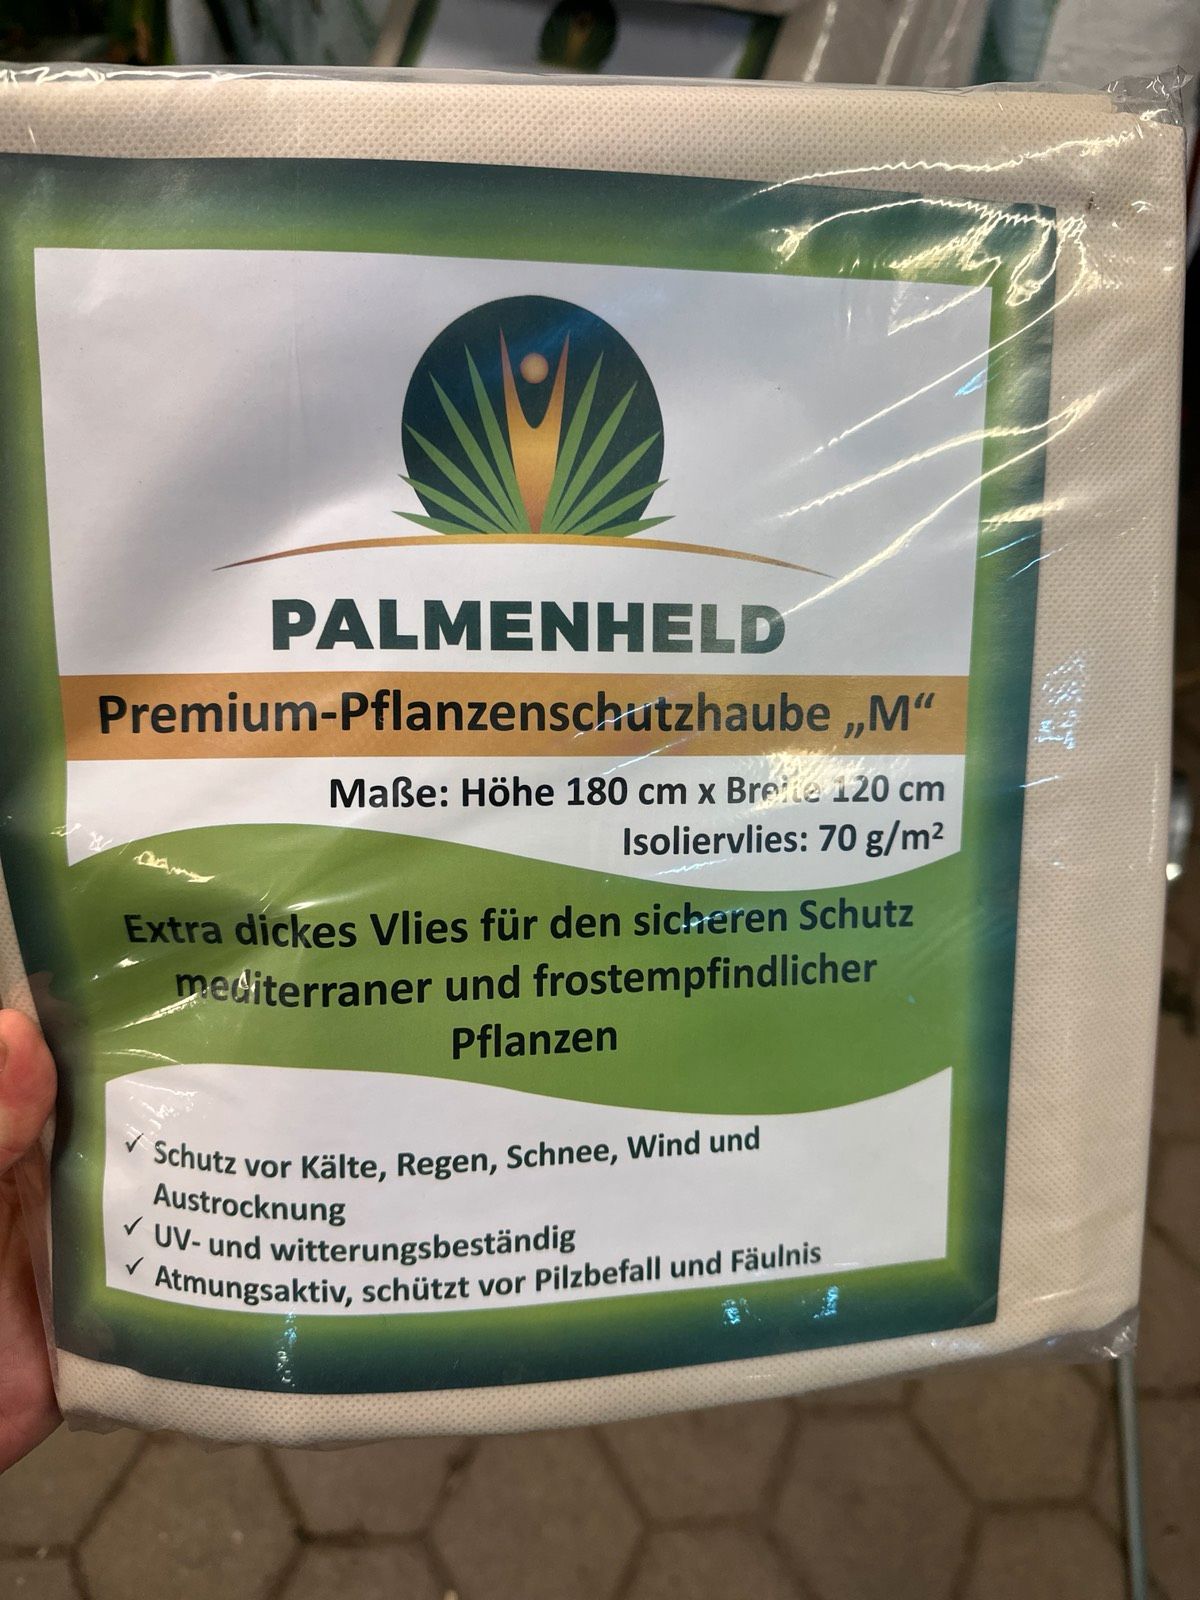 PALMENHELD
Premium-Pflanzenschutzhaube „M“
Maße: Höhe 180 cm x Breite 120 cm
Isoliervlies: 70 g/m²
Extra dickes Vlies für den sicheren Schutz
mediterraner und frostempfindlicher
Pflanzen
✓ Schutz vor Kälte, Regen, Schnee, Wind und
Austrocknung
✓ UV- und witterungsbeständig
✓ Atmungsaktiv, schützt vor Pilzbefall und Fäulnis